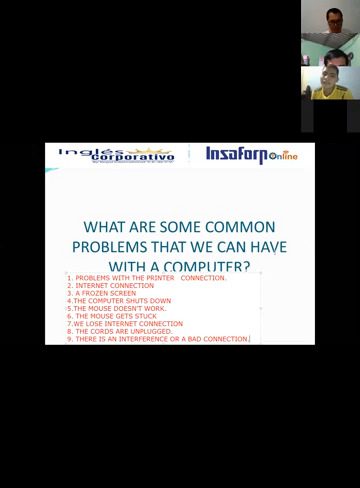 Inglés
corporativo
Insaforp online
WHAT ARE SOME COMMON
PROBLEMS THAT WE CAN HAVE
WITH A COMPUTER?
1. PROBLEMS WITH THE PRINTER CONNECTION.
2. INTERNET CONNECTION
3. A FROZEN SCREEN
4.THE COMPUTER SHUTS DOWN
5.THE MOUSE DOESN'T WORK.
6. THE MOUSE GETS STUCK
7.WE LOSE INTERNET CONNECTION
8. THE CORDS ARE UNPLUGGED.
9. THERE IS AN INTERFERENCE OR A BAD CONNECTION.